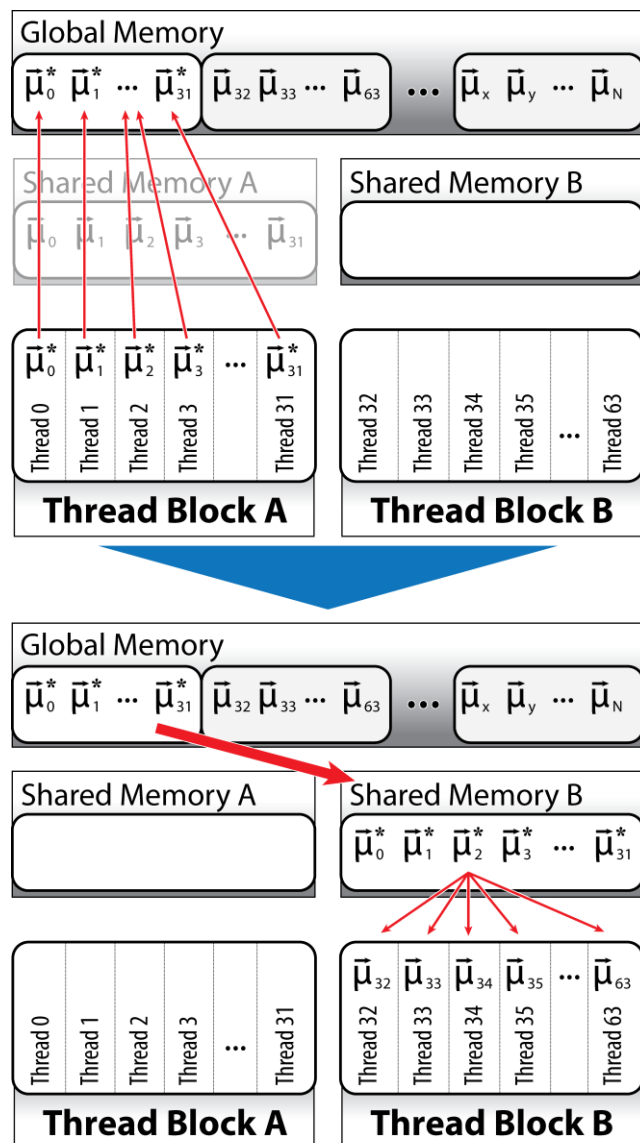 Global Memory
μ⃗₀* μ⃗₁* ... μ⃗₃₁* μ⃗₃₂ μ⃗₃₃ ... μ⃗₆₃ ... μ⃗ₓ μ⃗ᵧ ... μ⃗_N
Shared Memory A Shared Memory B
μ⃗₀ μ⃗₁ μ⃗₂ μ⃗₃ ... μ⃗₃₁
μ⃗₀* μ⃗₁* μ⃗₂* μ⃗₃* ... μ⃗₃₁*
Thread 0 Thread 1 Thread 2 Thread 3 Thread 31 Thread 32 Thread 33 Thread 34 Thread 35 ... Thread 63
Thread Block A Thread Block B
Global Memory
μ⃗₀* μ⃗₁* ... μ⃗₃₁* μ⃗₃₂ μ⃗₃₃ ... μ⃗₆₃ ... μ⃗ₓ μ⃗ᵧ ... μ⃗_N
Shared Memory A Shared Memory B
μ⃗₀* μ⃗₁* μ⃗₂* μ⃗₃* ... μ⃗₃₁*
μ⃗₃₂ μ⃗₃₃ μ⃗₃₄ μ⃗₃₅ ... μ⃗₆₃
Thread 0 Thread 1 Thread 2 Thread 3 ... Thread 31 Thread 32 Thread 33 Thread 34 Thread 35 Thread 63
Thread Block A Thread Block B